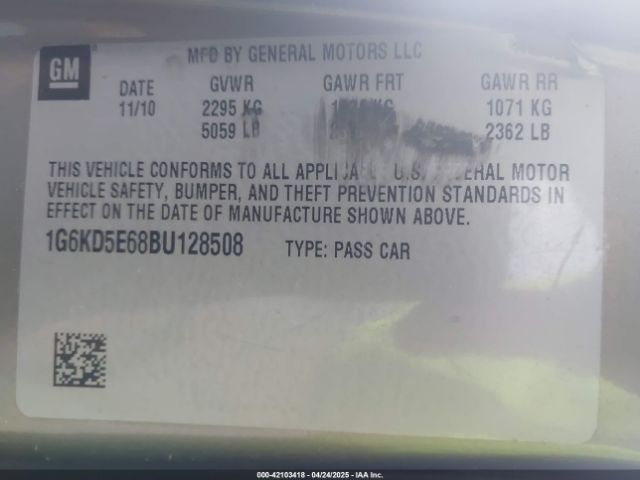 GM
MFD BY GENERAL MOTORS LLC
DATE GVWR GAWR FRT GAWR RR
11/10 2295 KG KG 1071 KG
5059 LB 2362 LB
THIS VEHICLE CONFORMS TO ALL U.S. FEDERAL MOTOR
VEHICLE SAFETY, BUMPER, AND THEFT PREVENTION STANDARDS IN
EFFECT ON THE DATE OF MANUFACTURE SHOWN ABOVE.
1G6KD5E68BU128508 TYPE: PASS CAR
000-42103418 - 04/24/2025 - IAA Inc.